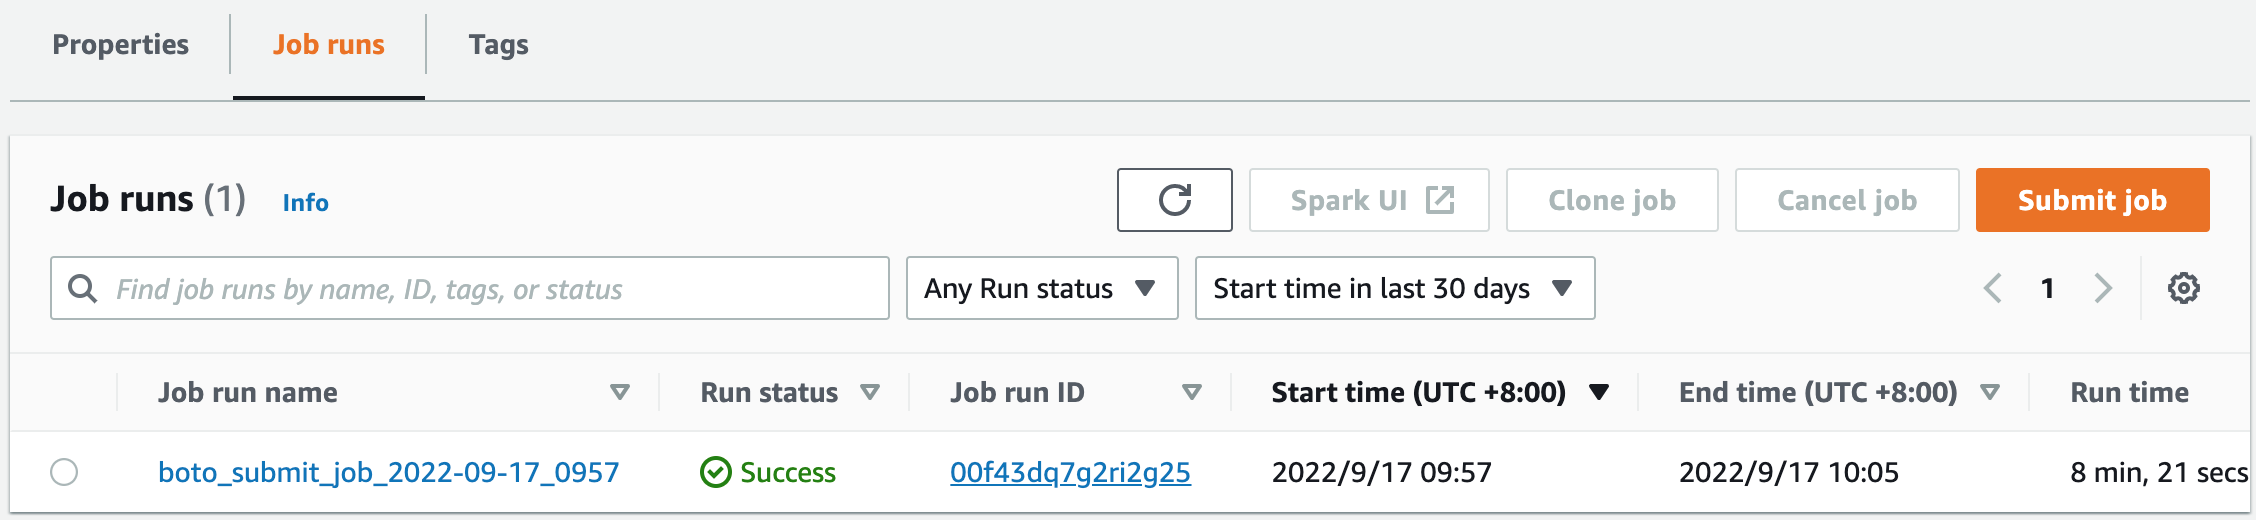 Properties Job runs Tags
Job runs (1) Info Spark UI Clone job Cancel job Submit job
Find job runs by name, ID, tags, or status Any Run status Start time in last 30 days 1
Job run name Run status Job run ID Start time (UTC +8:00) End time (UTC +8:00) Run time
boto_submit_job_2022-09-17_0957 Success 00f43dq7g2ri2g25 2022/9/17 09:57 2022/9/17 10:05 8 min, 21 secs